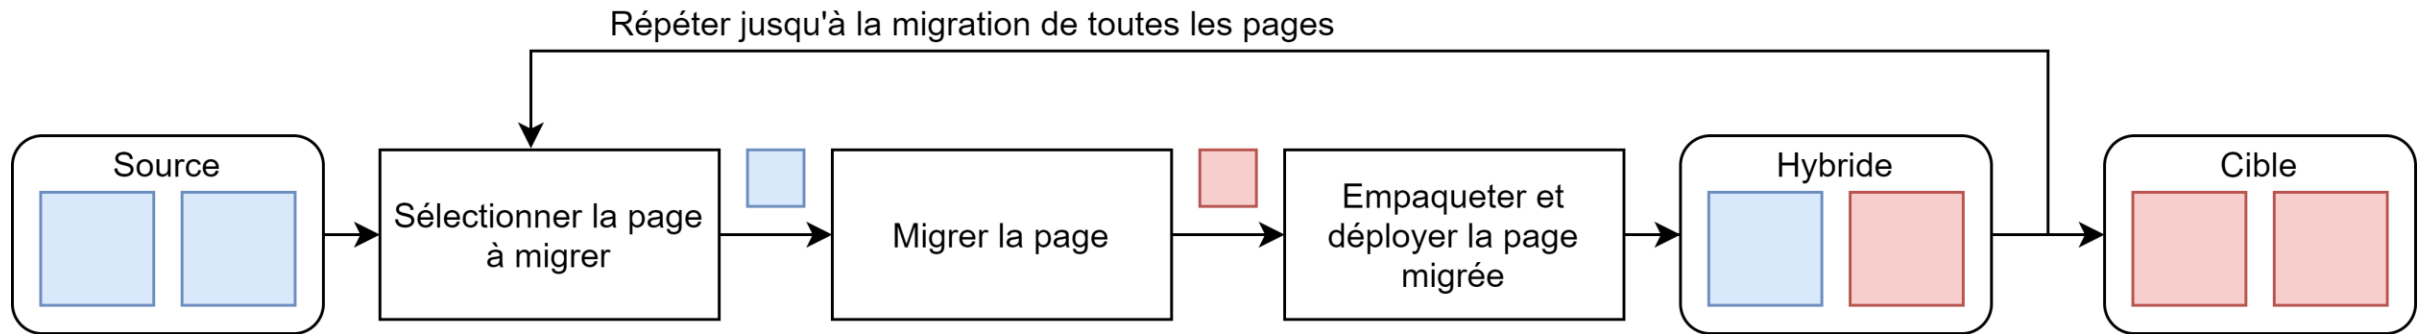 Répéter jusqu'à la migration de toutes les pages
Source
Sélectionner la page
à migrer
Migrer la page
Empaqueter et
déployer la page
migrée
Hybride
Cible